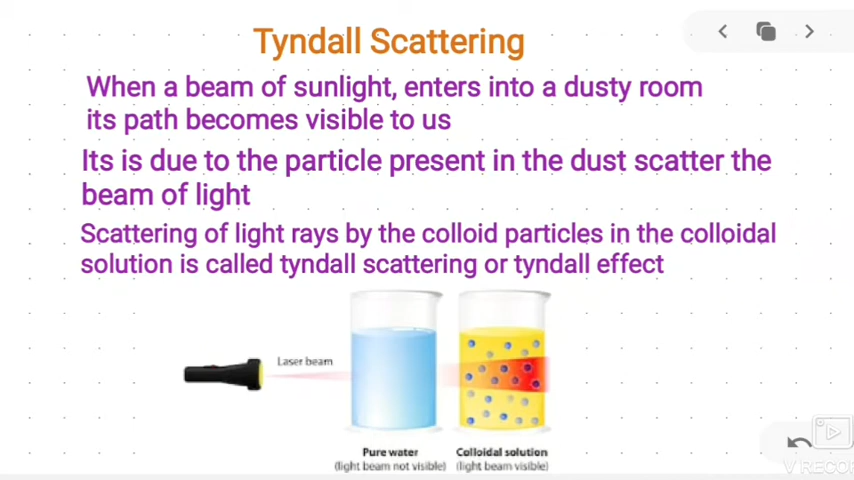 Tyndall Scattering
When a beam of sunlight, enters into a dusty room
its path becomes visible to us
Its is due to the particle present in the dust scatter the
beam of light
Scattering of light rays by the colloid particles in the colloidal
solution is called tyndall scattering or tyndall effect
Laser beam
Pure water
(light beam not visible)
Colloidal solution
(light beam visible)
V RECO